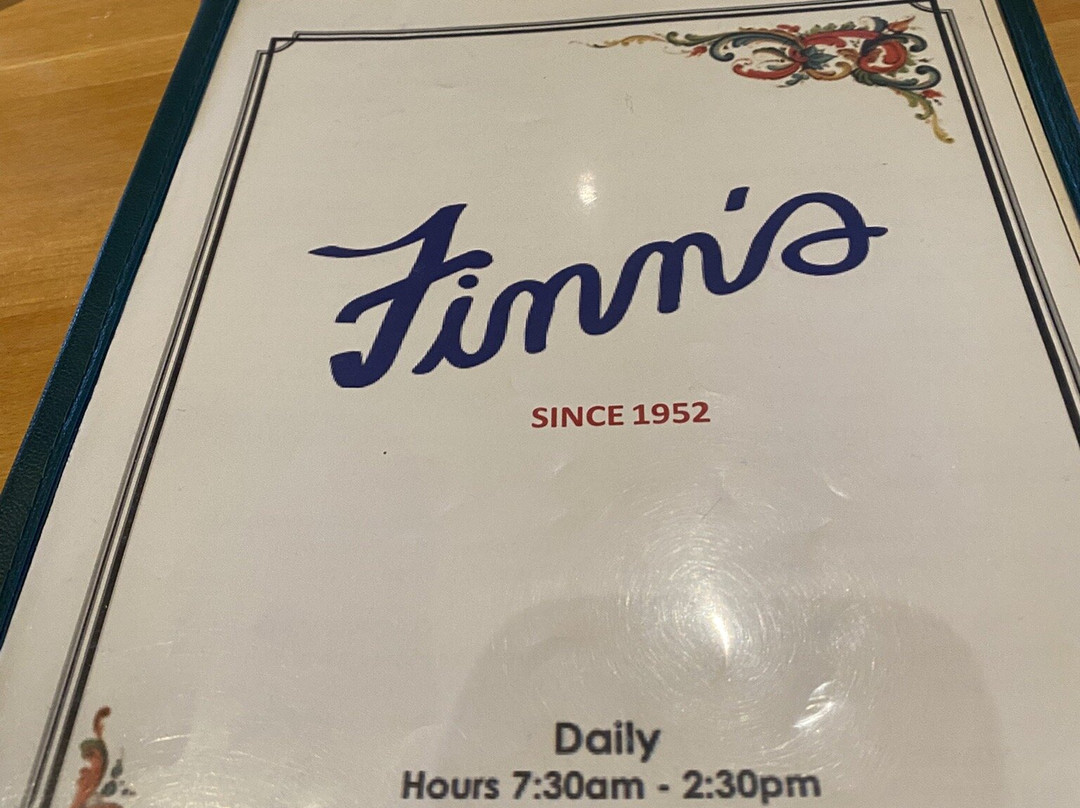 Finn's
SINCE 1952
Daily
Hours 7:30am - 2:30pm